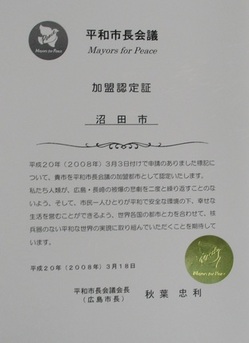 平和市長会議
Mayors for Peace
Mayors for Peace
加盟認定証
沼田市
平成20年(2008年)3月3日付けで申請のありました標記に
ついて、貴市を平和市長会議の加盟都市として認定いたします。
私たち人類が、広島・長崎の被爆の悲劇を二度と繰り返すことのな
いよう、そして、市民一人ひとりが平和で安全な環境の下、幸せな
生活を営むことができるよう、世界各国の都市と力を合わせて、核
兵器のない平和な世界の実現に取り組んでいただくことを期待して
います。
平成20年(2008年)3月18日
平和市長会議会長
(広島市長)
秋葉忠利
Mayors for Peace